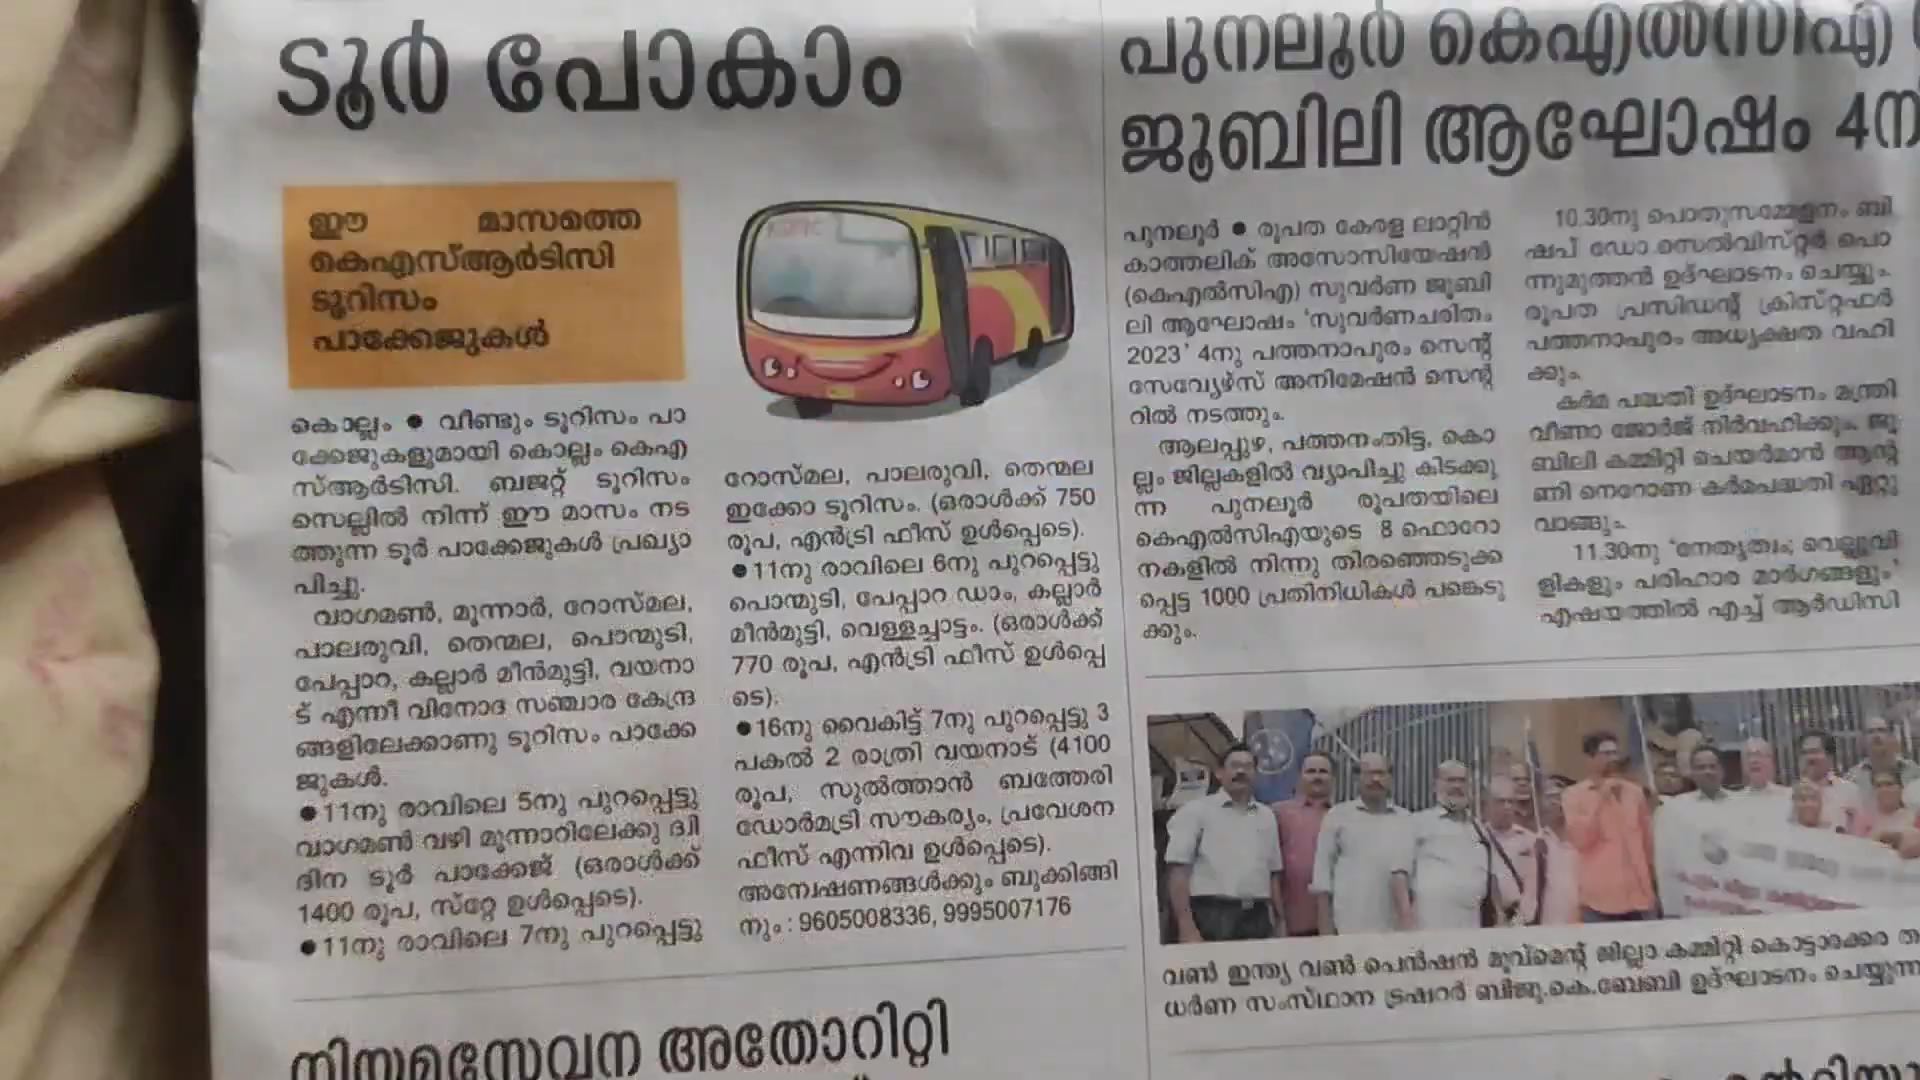 ടൂർ പോകാം
ഈ മാസത്തെ
കെഎസ്ആർടിസി
ടൂറിസം
പാക്കേജുകൾ
കൊല്ലം ● വീണ്ടും ടൂറിസം പാ
ക്കേജുകളുമായി കൊല്ലം കെഎ
സ്ആർടിസി. ബജറ്റ് ടൂറിസം
സെല്ലിൽ നിന്ന് ഈ മാസം നട
ത്തുന്ന ടൂർ പാക്കേജുകൾ പ്രഖ്യാ
പിച്ചു.
വാഗമൺ, മൂന്നാർ, റോസ്മല,
പാലരുവി, തെന്മല, പൊന്മുടി,
പേപ്പാറ, കല്ലാർ മീൻമുട്ടി, വയനാ
ട് എന്നീ വിനോദ സഞ്ചാര കേന്ദ്ര
ങ്ങളിലേക്കാണു ടൂറിസം പാക്കേ
ജുകൾ.
●11നു രാവിലെ 5നു പുറപ്പെട്ടു
വാഗമൺ വഴി മൂന്നാറിലേക്കു ദ്വി
ദിന ടൂർ പാക്കേജ് (ഒരാൾക്ക്
1400 രൂപ, സ്റ്റേ ഉൾപ്പെടെ).
●11നു രാവിലെ 7നു പുറപ്പെട്ടു
റോസ്മല, പാലരുവി, തെന്മല
ഇക്കോ ടൂറിസം. (ഒരാൾക്ക് 750
രൂപ, എൻട്രി ഫീസ് ഉൾപ്പെടെ).
●11നു രാവിലെ 6നു പുറപ്പെട്ടു
പൊന്മുടി, പേപ്പാറ ഡാം, കല്ലാർ
മീൻമുട്ടി, വെള്ളച്ചാട്ടം. (ഒരാൾക്ക്
770 രൂപ, എൻട്രി ഫീസ് ഉൾപ്പെ
ടെ).
●16നു വൈകിട്ട് 7നു പുറപ്പെട്ടു 3
പകൽ 2 രാത്രി വയനാട് (4100
രൂപ, സുൽത്താൻ ബത്തേരി
ഡോർമട്രി സൗകര്യം, പ്രവേശന
ഫീസ് എന്നിവ ഉൾപ്പെടെ).
അന്വേഷണങ്ങൾക്കും ബുക്കിങ്ങി
നും : 9605008336, 9995007176
പുനലൂർ കെഎൽസിഎ
ജൂബിലി ആഘോഷം 4ന്
പുനലൂർ ● രൂപത കേരള ലാറ്റിൻ
കാത്തലിക് അസോസിയേഷൻ
(കെഎൽസിഎ) സുവർണ ജൂബി
ലി ആഘോഷം 'സുവർണചരിതം
2023' 4നു പത്തനാപുരം സെന്റ്
സേവ്യേഴ്സ് അനിമേഷൻ സെന്റ
റിൽ നടത്തും.
ആലപ്പുഴ, പത്തനംതിട്ട, കൊ
ല്ലം ജില്ലകളിൽ വ്യാപിച്ചു കിടക്കു
ന്ന പുനലൂർ രൂപതയിലെ
കെഎൽസിഎയുടെ 8 ഫൊറോ
നകളിൽ നിന്നു തിരഞ്ഞെടുക്ക
പ്പെട്ട 1000 പ്രതിനിധികൾ പങ്കെടു
ക്കും.
10.30നു പൊതുസമ്മേളനം ബി
ഷപ് ഡോ.സെൽവിസ്റ്റർ പൊ
ന്നുമുത്തൻ ഉദ്ഘാടനം ചെയ്യും.
രൂപത പ്രസിഡന്റ് ക്രിസ്റ്റഫർ
പത്തനാപുരം അധ്യക്ഷത വഹി
ക്കും.
കർമ പദ്ധതി ഉദ്ഘാടനം മന്ത്രി
വീണാ ജോർജ് നിർവഹിക്കും. ജൂ
ബിലി കമ്മിറ്റി ചെയർമാൻ ആന്റ
ണി നെറോണ കർമപദ്ധതി ഏറ്റു
വാങ്ങും.
11.30നു 'നേതൃത്വം; വെല്ലുവി
ളികളും പരിഹാര മാർഗങ്ങളും'
എഷയത്തിൽ എച്ച് ആർഡിസി
വൺ ഇന്ത്യ വൺ പെൻഷൻ മൂവ്മെന്റ് ജില്ലാ കമ്മിറ്റി കൊട്ടാരക്കര
ധർണ സംസ്ഥാന ട്രഷറർ ബിജു.കെ.ബേബി ഉദ്ഘാടനം ചെയ്യുന്നു
നിയമസേവന അതോറിറ്റി